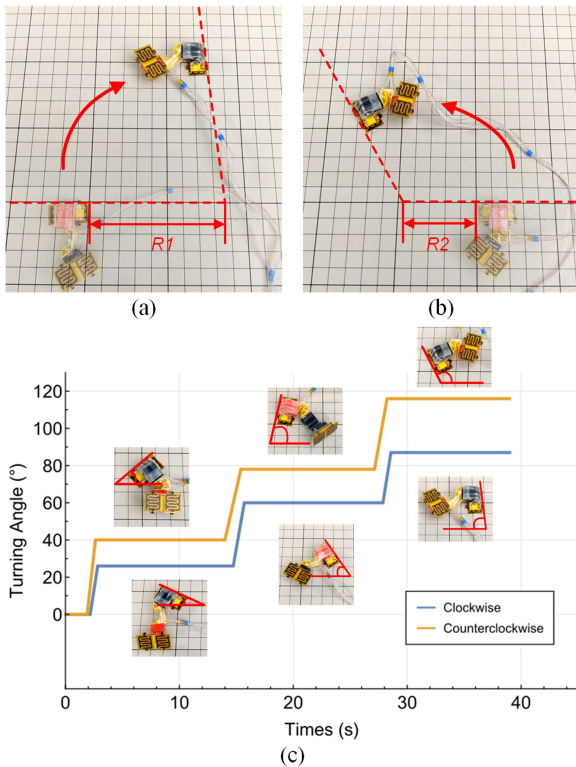 R1
R2
(a)
(b)
120
100
80
60
40
20
0
Turning Angle (°)
Clockwise
Counterclockwise
0
10
20
30
40
Times (s)
(c)